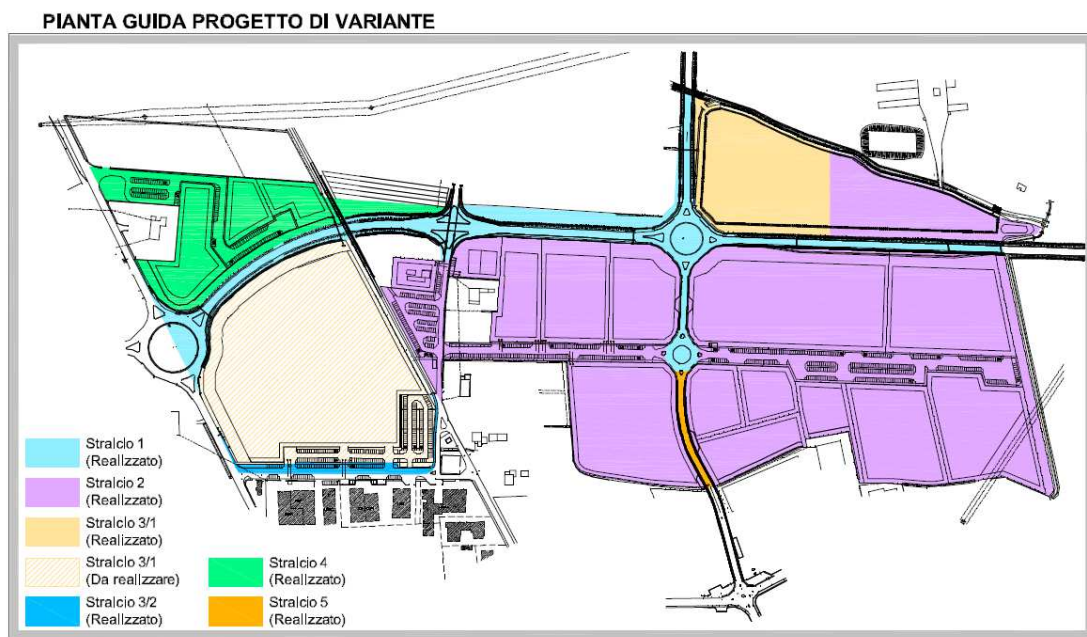 PIANTA GUIDA PROGETTO DI VARIANTE
Stralcio 1
(Realizzato)
Stralcio 2
(Realizzato)
Stralcio 3/1
(Realizzato)
Stralcio 3/1
(Da realizzare)
Stralcio 3/2
(Realizzato)
Stralcio 4
(Realizzato)
Stralcio 5
(Realizzato)